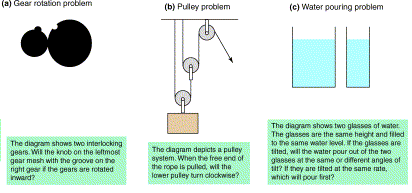 (a) Gear rotation problem
(b) Pulley problem
(c) Water pouring problem
The diagram shows two interlocking
gears. Will the knob on the leftmost
gear mesh with the groove on the
right gear if the gears are rotated
inward?
The diagram depicts a pulley
system. When the free end of
the rope is pulled, will the
lower pulley turn clockwise?
The diagram shows two glasses of water.
The glasses are the same height and filled
to the same water level. If the glasses are
tilted, will the water pour out of the two
glasses at the same or different angles of
tilt? If they are tilted at the same rate,
which will pour first?